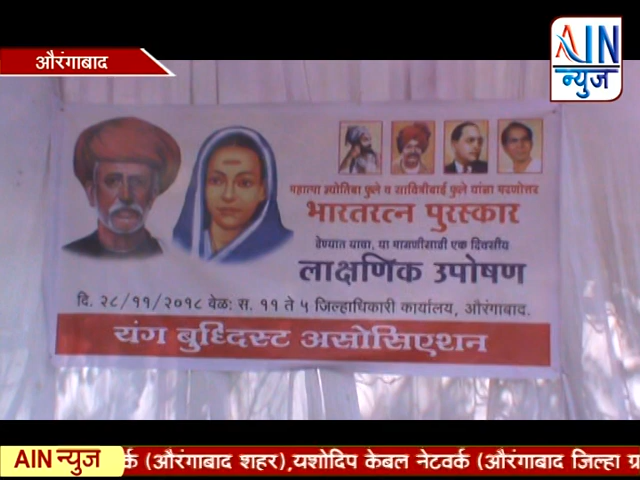 औरंगाबाद
AIN
न्युज
महात्मा ज्योतिबा फुले व सावित्रीबाई फुले यांना मरणोत्तर
भारतरत्न पुरस्कार
देण्यात यावा, या मागणीसाठी एक दिवसीय
लाक्षणिक उपोषण
दि. २८/११/२०१८ वेळ: स. ११ ते ५ जिल्हाधिकारी कार्यालय, औरंगाबाद.
यंग बुध्दिस्ट असोसिएशन
AIN न्युज
र्क (औरंगाबाद शहर),यशोदिप केबल नेटवर्क (औरंगाबाद जिल्हा ग्रा